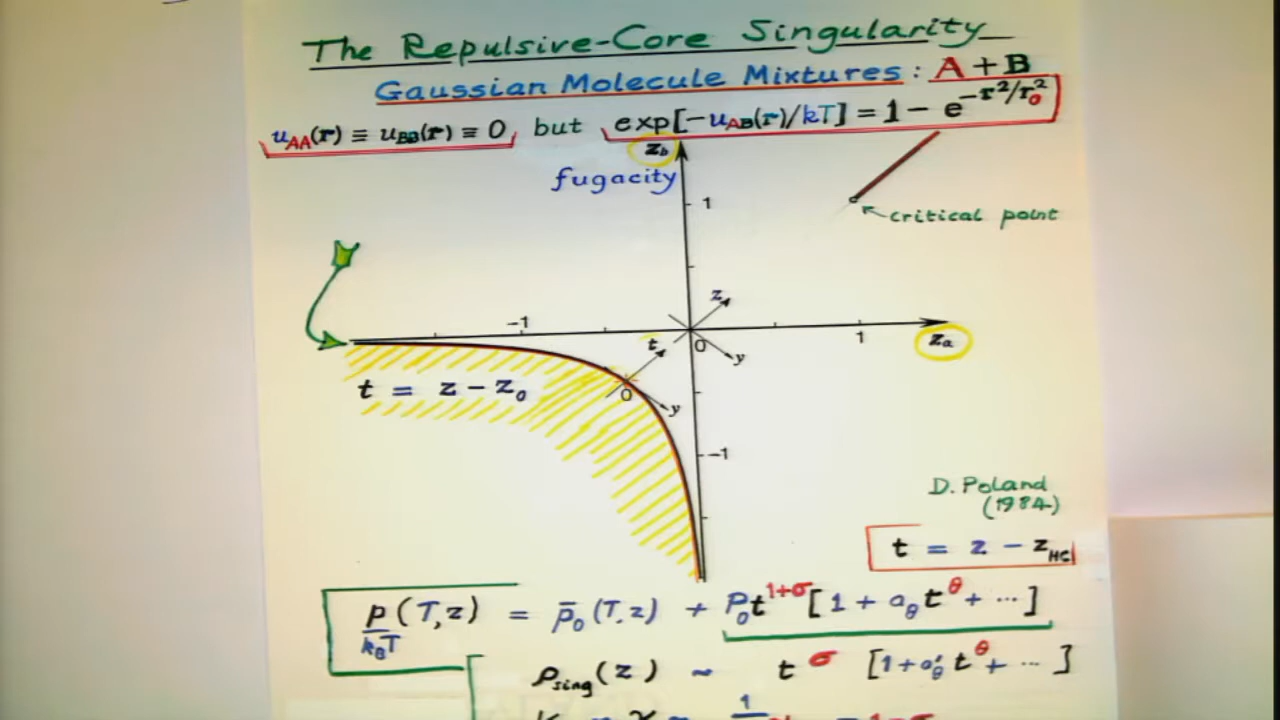 The Repulsive-Core Singularity
Gaussian Molecule Mixtures: A + B
u_AA(r) ≡ u_BB(r) ≡ 0, but exp[-u_AB(r)/kT] = 1 - e^{-r²/r₀²}
z_b
fugacity
1
critical point
z
-1
0
1
z_a
t
y
t = z - z₀
0
y
-1
D. Poland
(1984)
t = z - z_HC
p/k_BT (T,z) = p̄₀(T,z) + P₀t^{1+σ}[1 + a_θ t^θ + ...]
ρ_sing(z) ~ t^σ [1 + a'_θ t^θ + ... ]